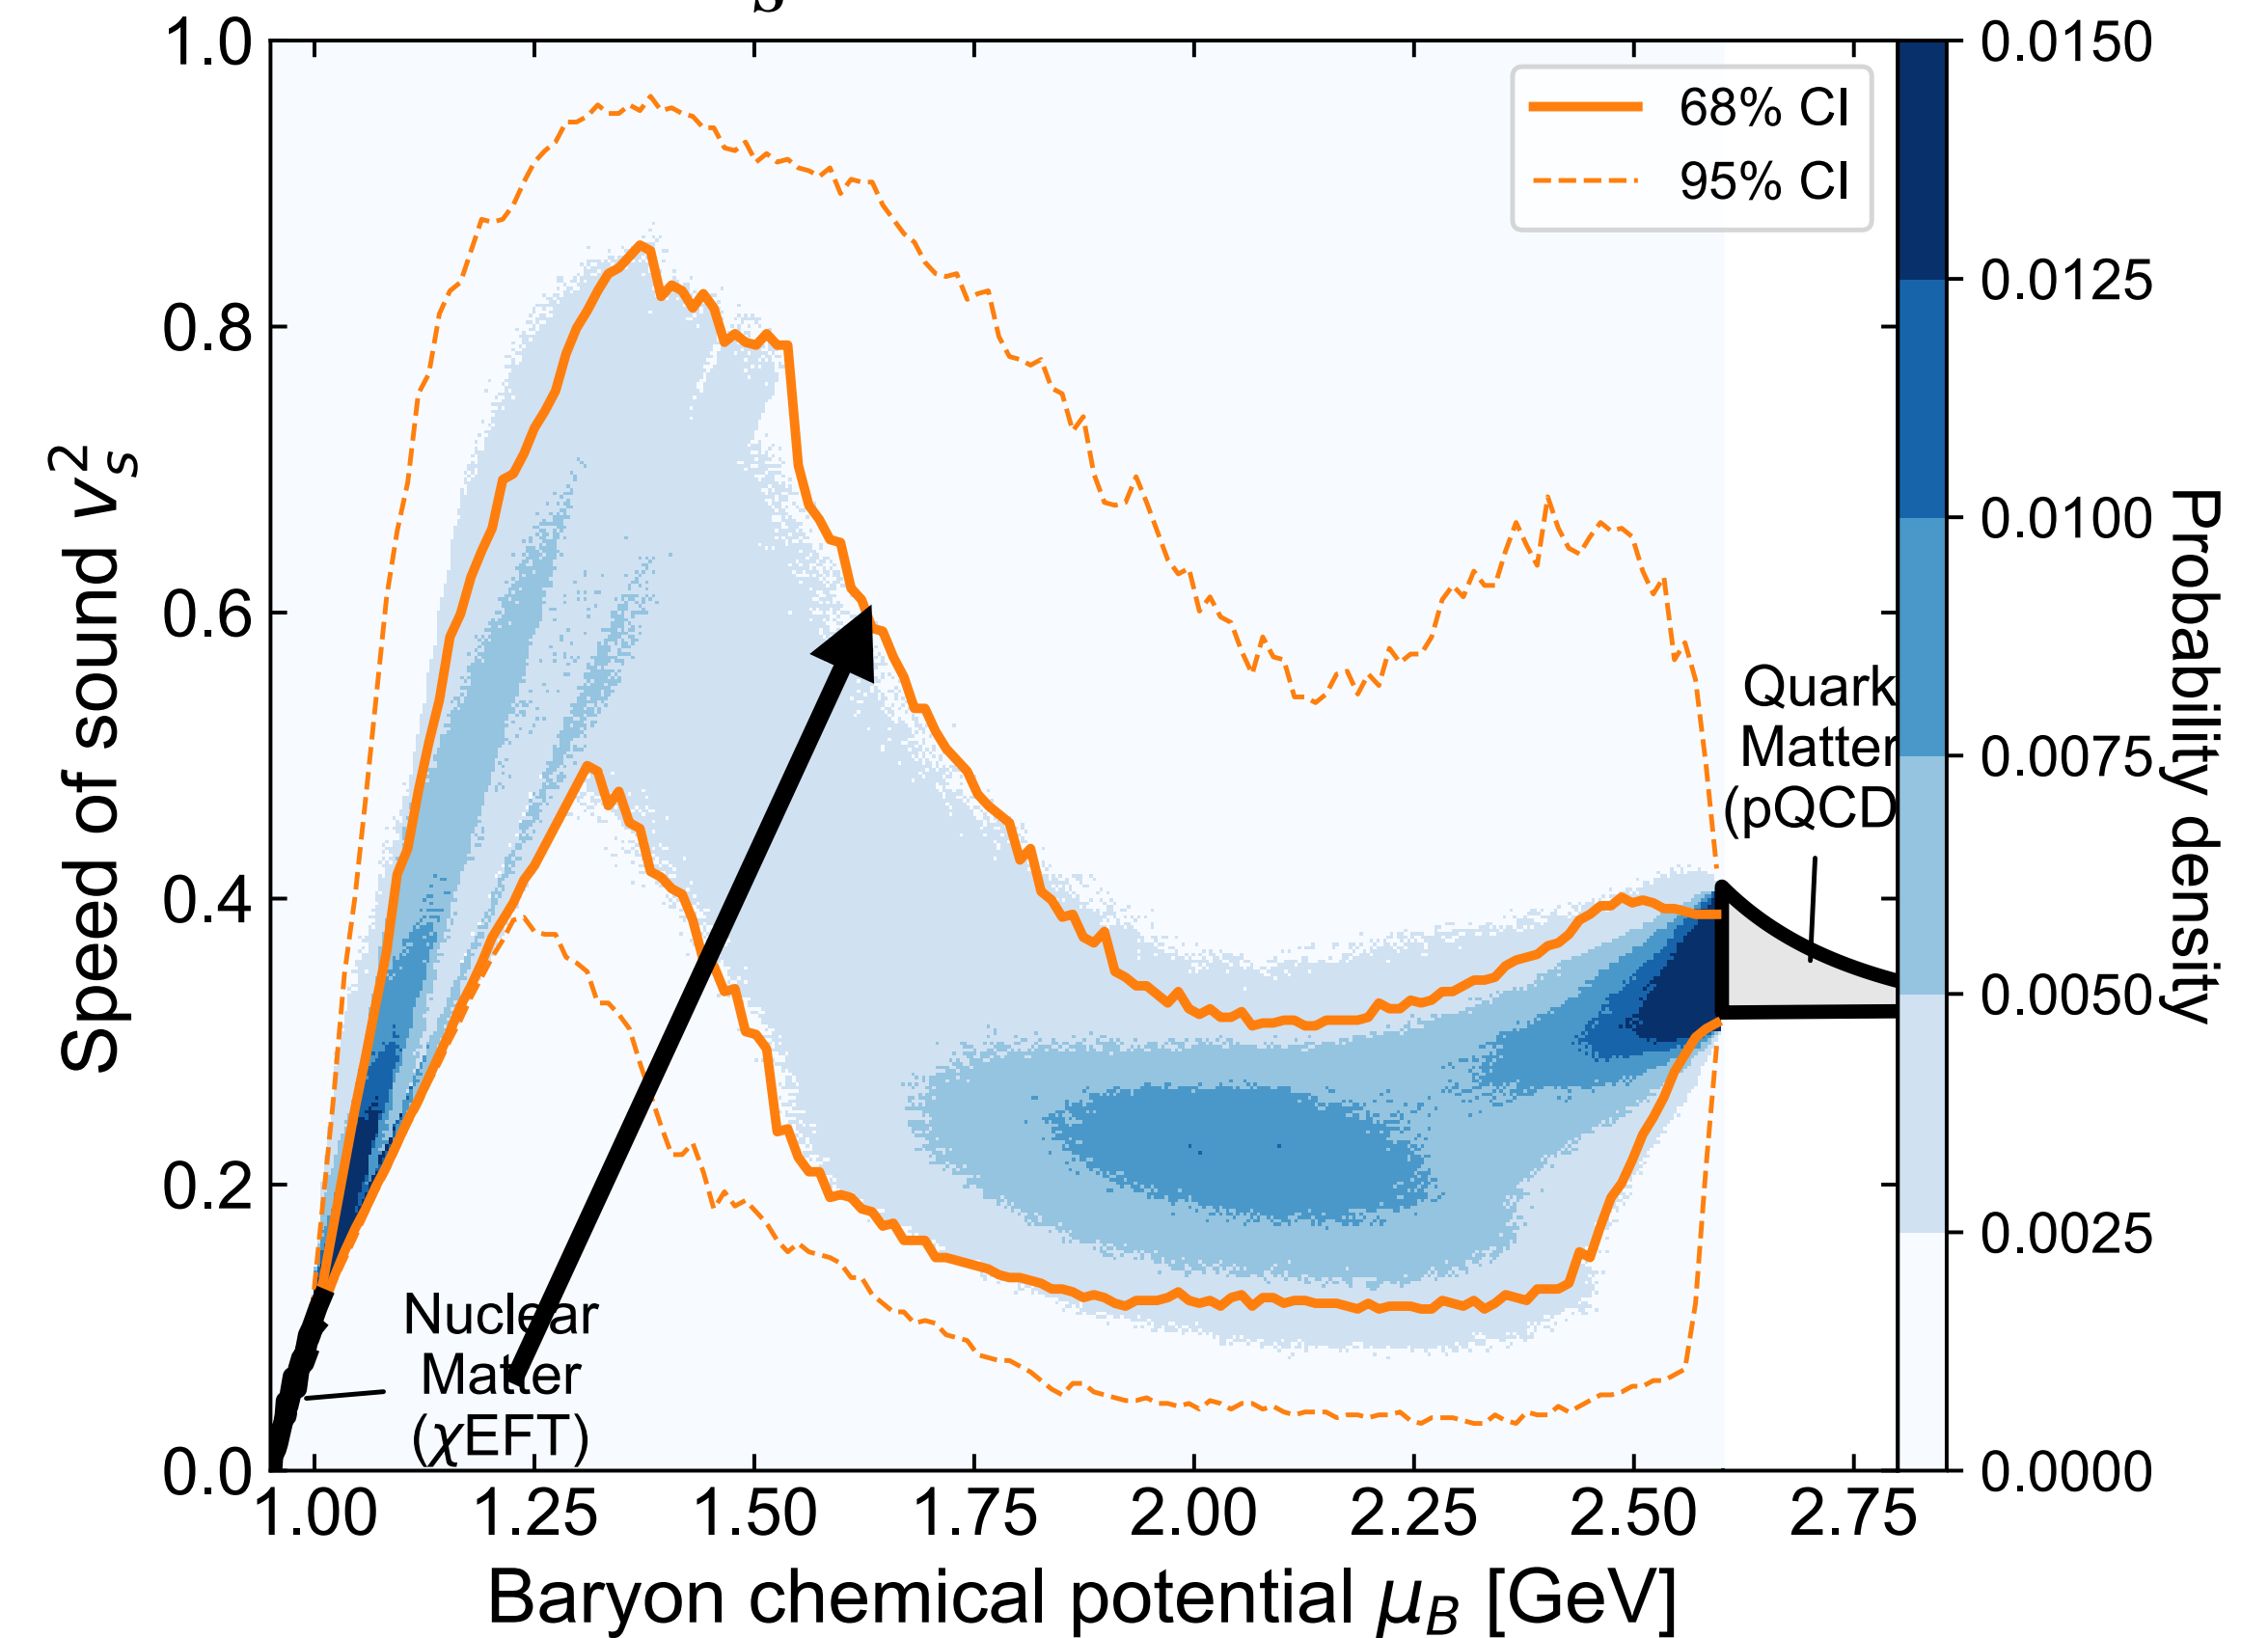 s
1.0
0.8
0.6
0.4
0.2
0.0
Speed of sound v_s^2
68% CI
95% CI
Quark
Matter
(pQCD
Nuclear
Matter
(χEFT)
1.00 1.25 1.50 1.75 2.00 2.25 2.50 2.75
Baryon chemical potential μ_B [GeV]
0.0150
0.0125
0.0100
0.0075
0.0050
0.0025
0.0000
Probability density